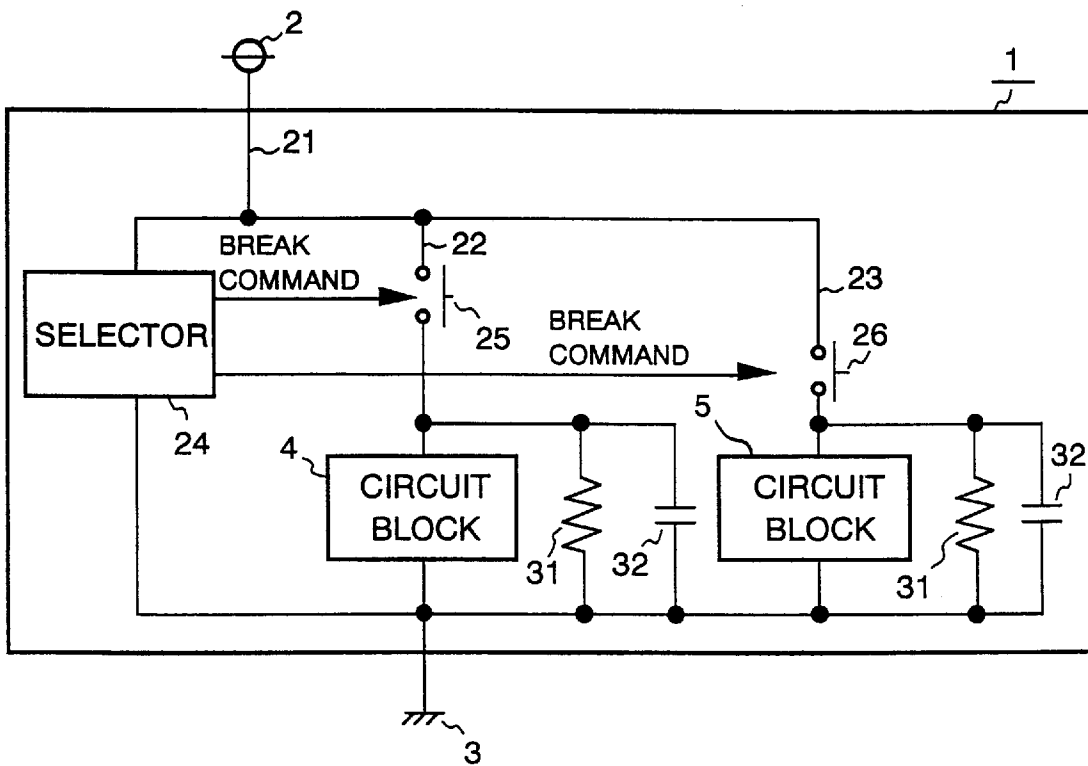 2
1
21
22
BREAK
COMMAND
23
SELECTOR
25
BREAK
COMMAND
26
24
4
CIRCUIT
BLOCK
31
32
5
CIRCUIT
BLOCK
31
32
3